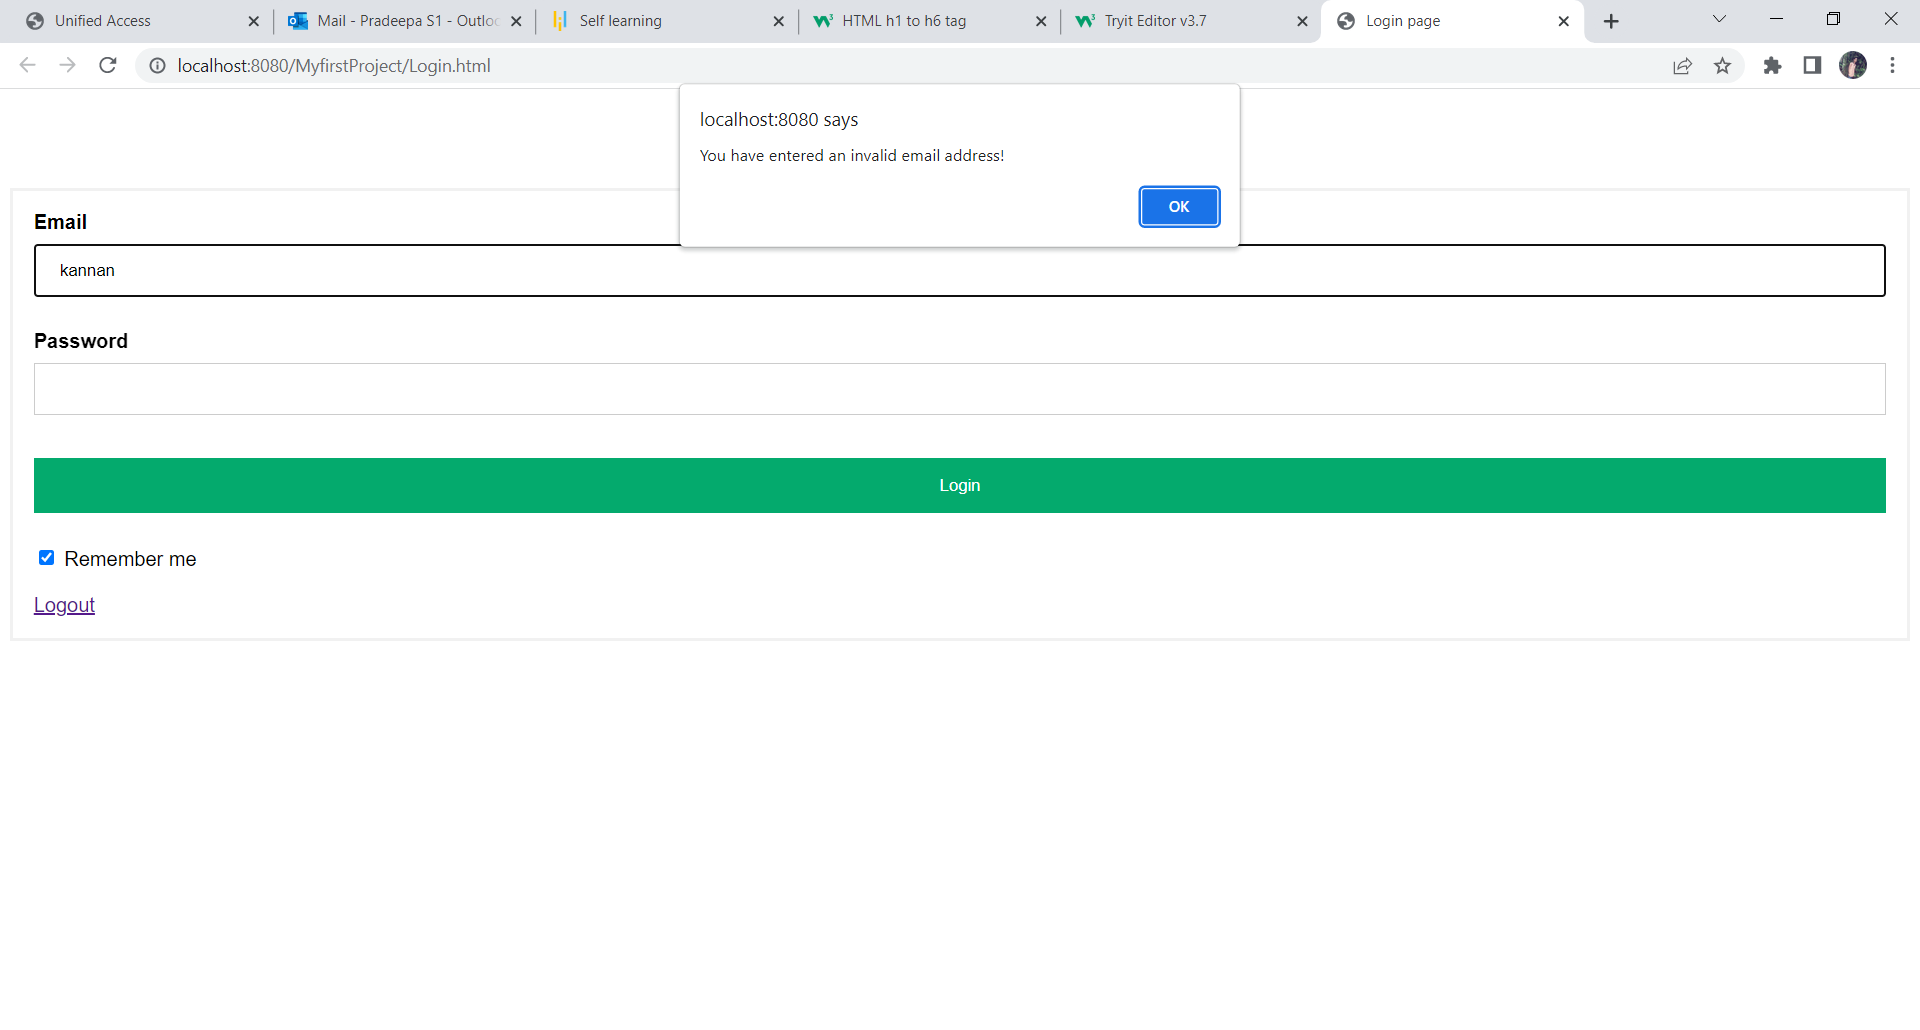 Unified Access
Mail - Pradeepa S1 - Outloo
Self learning
HTML h1 to h6 tag
Tryit Editor v3.7
Login page
localhost:8080/MyfirstProject/Login.html
localhost:8080 says
You have entered an invalid email address!
OK
Email
kannan
Password
Login
Remember me
Logout